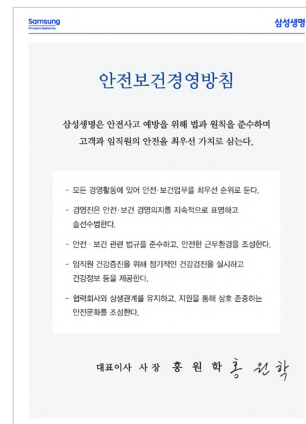 Samsung
삼성생명
안전보건경영방침
삼성생명은 안전사고 예방을 위해 법과 원칙을 준수하며
고객과 임직원의 안전을 최우선 가치로 삼는다.
- 모든 경영활동에 있어 안전·보건업무를 최우선 순위로 둔다.
- 경영진은 안전·보건 경영의지를 지속적으로 표명하고
솔선수범한다.
- 안전·보건 관련 법규를 준수하고, 안전한 근무환경을 조성한다.
- 임직원 건강증진을 위해 정기적인 건강검진을 실시하고
건강정보 등을 제공한다.
- 협력회사와 상생관계를 유지하고, 지원을 통해 상호 존중하는
안전문화를 조성한다.
대표이사 사장 홍원학 홍원학